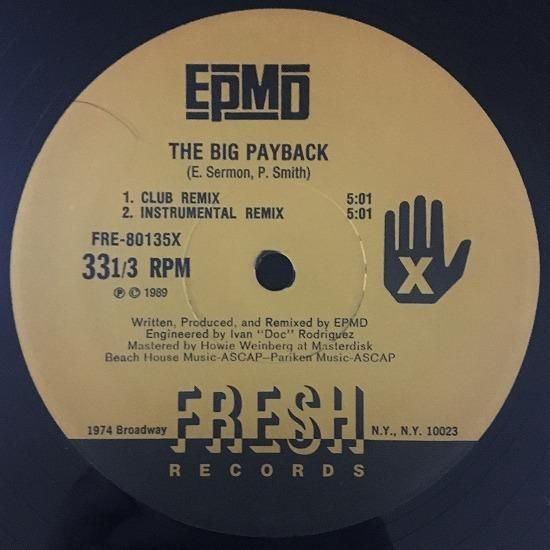 EPMD
THE BIG PAYBACK
(E. Sermon, P. Smith)
1. CLUB REMIX 5:01
2. INSTRUMENTAL REMIX 5:01
FRE-80135X
X
33 1/3 RPM
Ⓟ © 1989
Written, Produced, and Remixed by EPMD
Engineered by Ivan "Doc" Rodriguez
Mastered by Howie Weinberg at Masterdisk
Beach House Music-ASCAP–Pariken Music-ASCAP
FRESH
1974 Broadway N.Y., N.Y. 10023
RECORDS